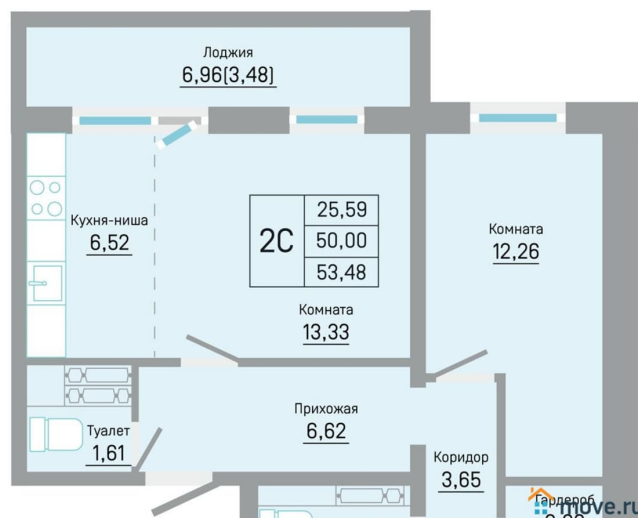 Лоджия
6,96(3,48)
Кухня-ниша
6,52
2С
25,59
50,00
53,48
Комната
13,33
Комната
12,26
Туалет
1,61
Прихожая
6,62
Коридор
3,65
Гардероб
move.ru